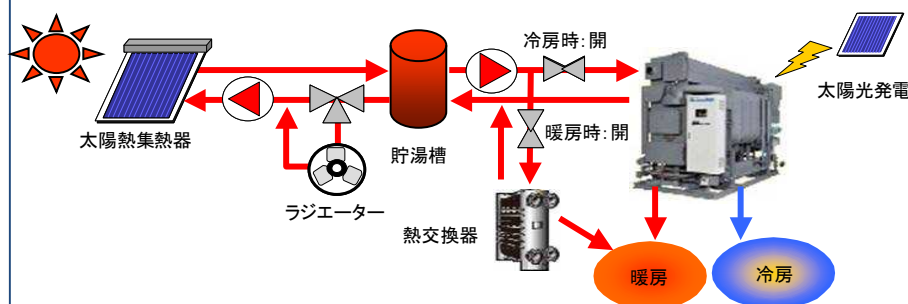 冷房時：開
太陽光発電
太陽熱集熱器
貯湯槽
暖房時：開
ラジエーター
熱交換器
暖房
冷房